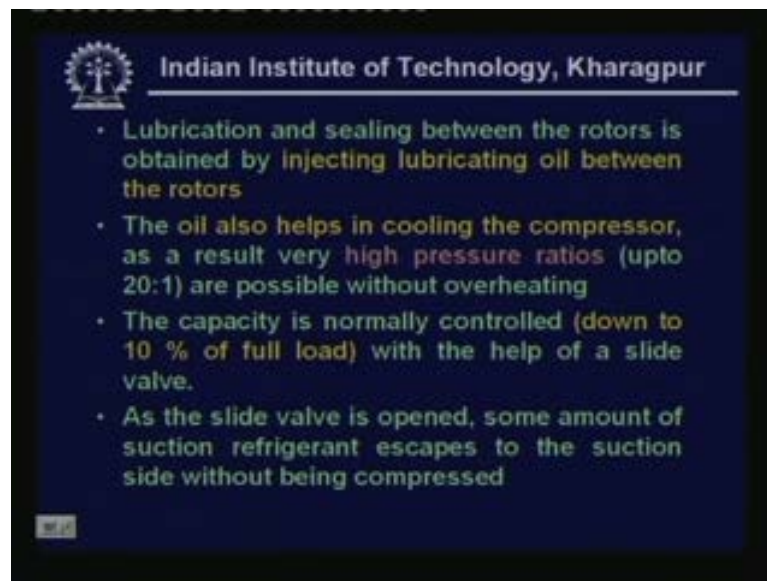 Indian Institute of Technology, Kharagpur
• Lubrication and sealing between the rotors is
obtained by injecting lubricating oil between
the rotors
• The oil also helps in cooling the compressor,
as a result very high pressure ratios (upto
20:1) are possible without overheating
• The capacity is normally controlled (down to
10 % of full load) with the help of a slide
valve.
• As the slide valve is opened, some amount of
suction refrigerant escapes to the suction
side without being compressed